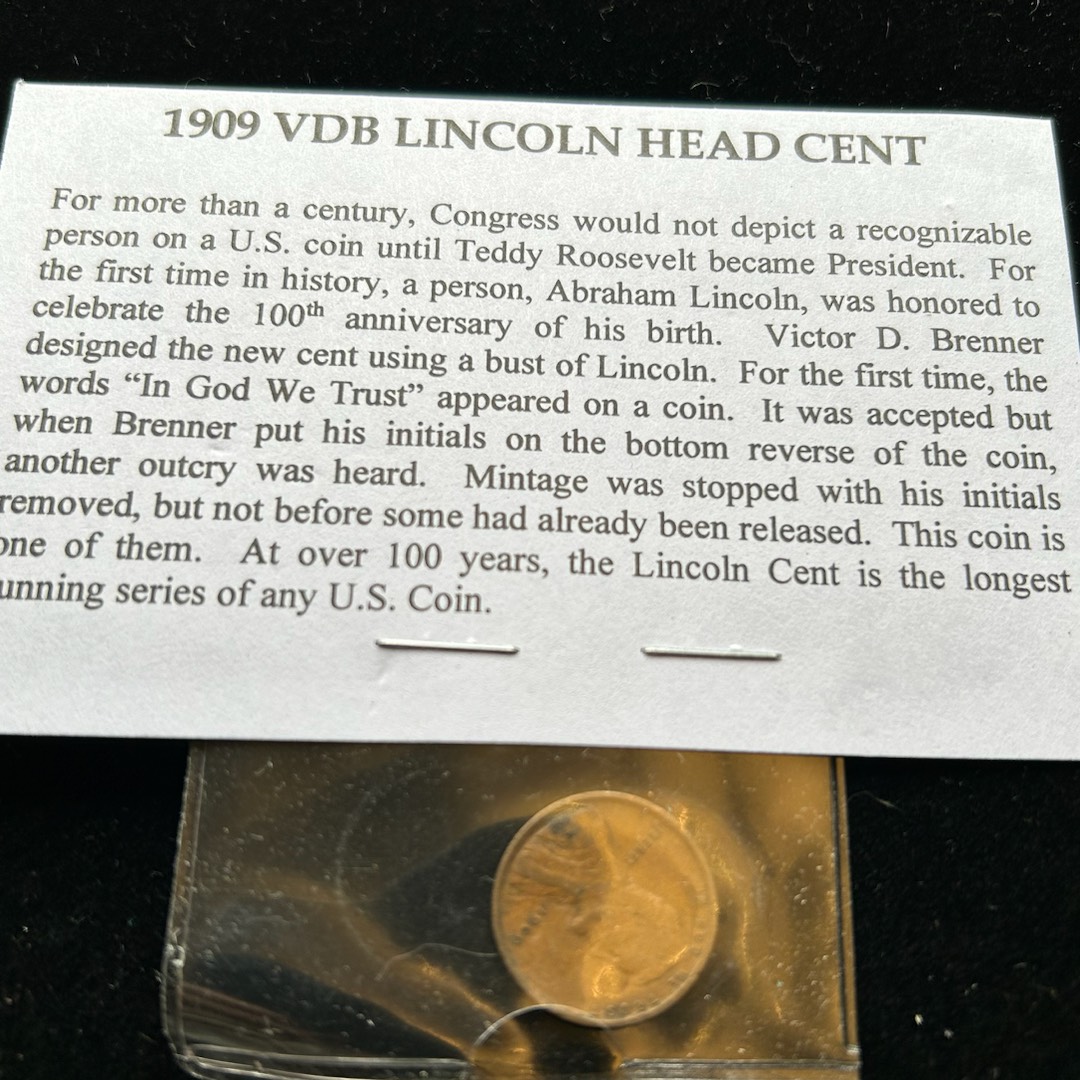 1909 VDB LINCOLN HEAD CENT
For more than a century, Congress would not depict a recognizable
person on a U.S. coin until Teddy Roosevelt became President. For
the first time in history, a person, Abraham Lincoln, was honored to
celebrate the 100th anniversary of his birth. Victor D. Brenner
designed the new cent using a bust of Lincoln. For the first time, the
words “In God We Trust” appeared on a coin. It was accepted but
when Brenner put his initials on the bottom reverse of the coin,
another outcry was heard. Mintage was stopped with his initials
removed, but not before some had already been released. This coin is
one of them. At over 100 years, the Lincoln Cent is the longest
unning series of any U.S. Coin.